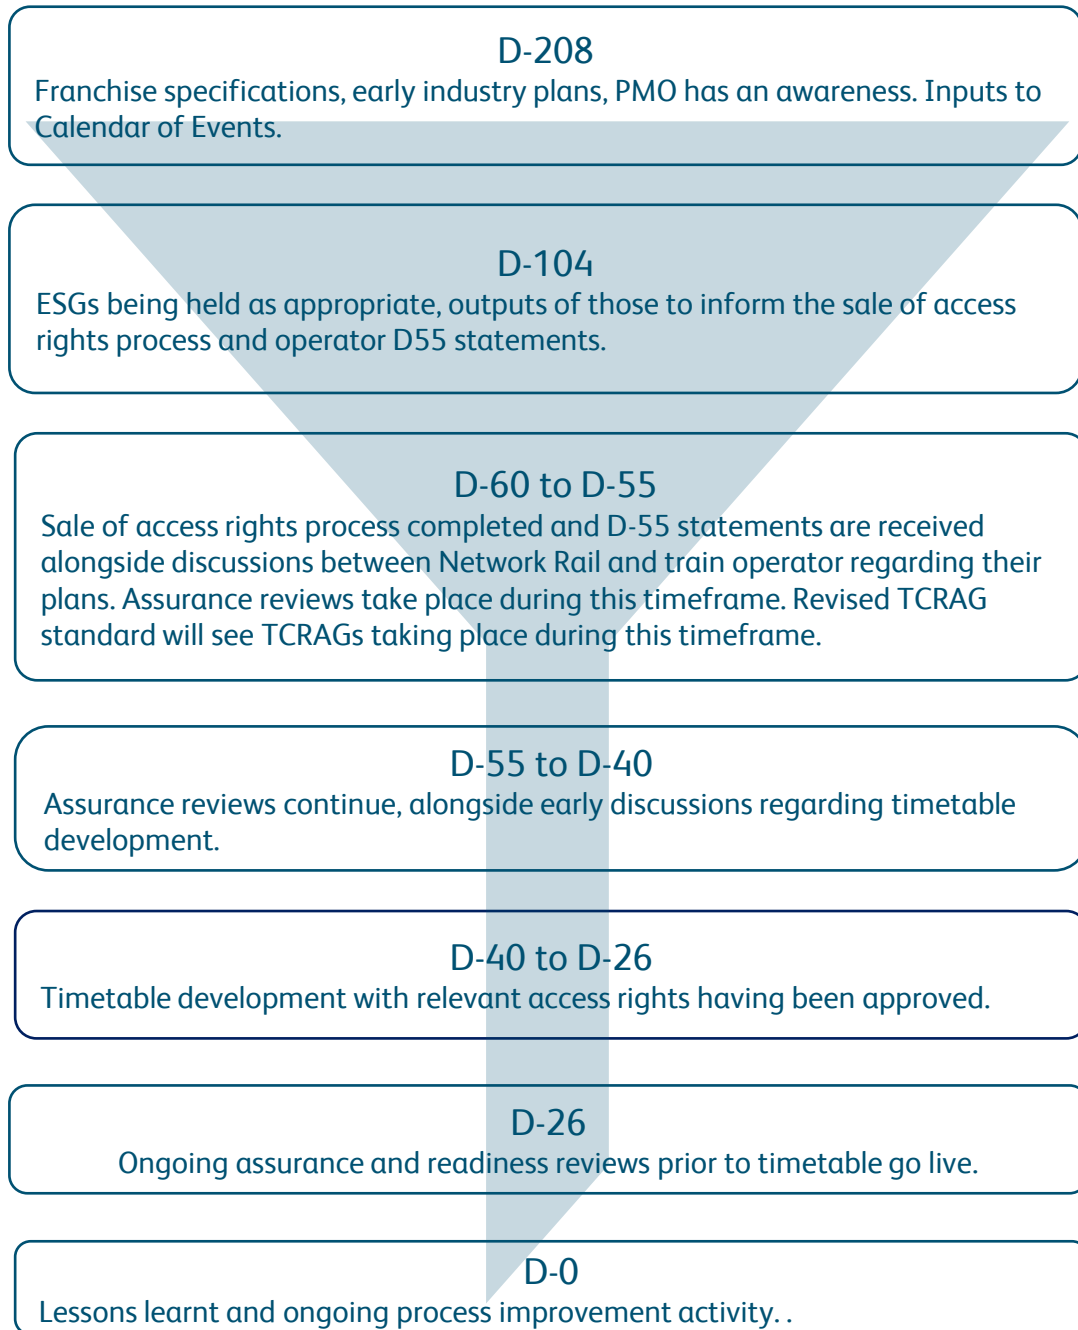 D-208
Franchise specifications, early industry plans, PMO has an awareness. Inputs to
Calendar of Events.
D-104
ESGs being held as appropriate, outputs of those to inform the sale of access
rights process and operator D55 statements.
D-60 to D-55
Sale of access rights process completed and D-55 statements are received
alongside discussions between Network Rail and train operator regarding their
plans. Assurance reviews take place during this timeframe. Revised TCRAG
standard will see TCRAGs taking place during this timeframe.
D-55 to D-40
Assurance reviews continue, alongside early discussions regarding timetable
development.
D-40 to D-26
Timetable development with relevant access rights having been approved.
D-26
Ongoing assurance and readiness reviews prior to timetable go live.
D-0
Lessons learnt and ongoing process improvement activity. .